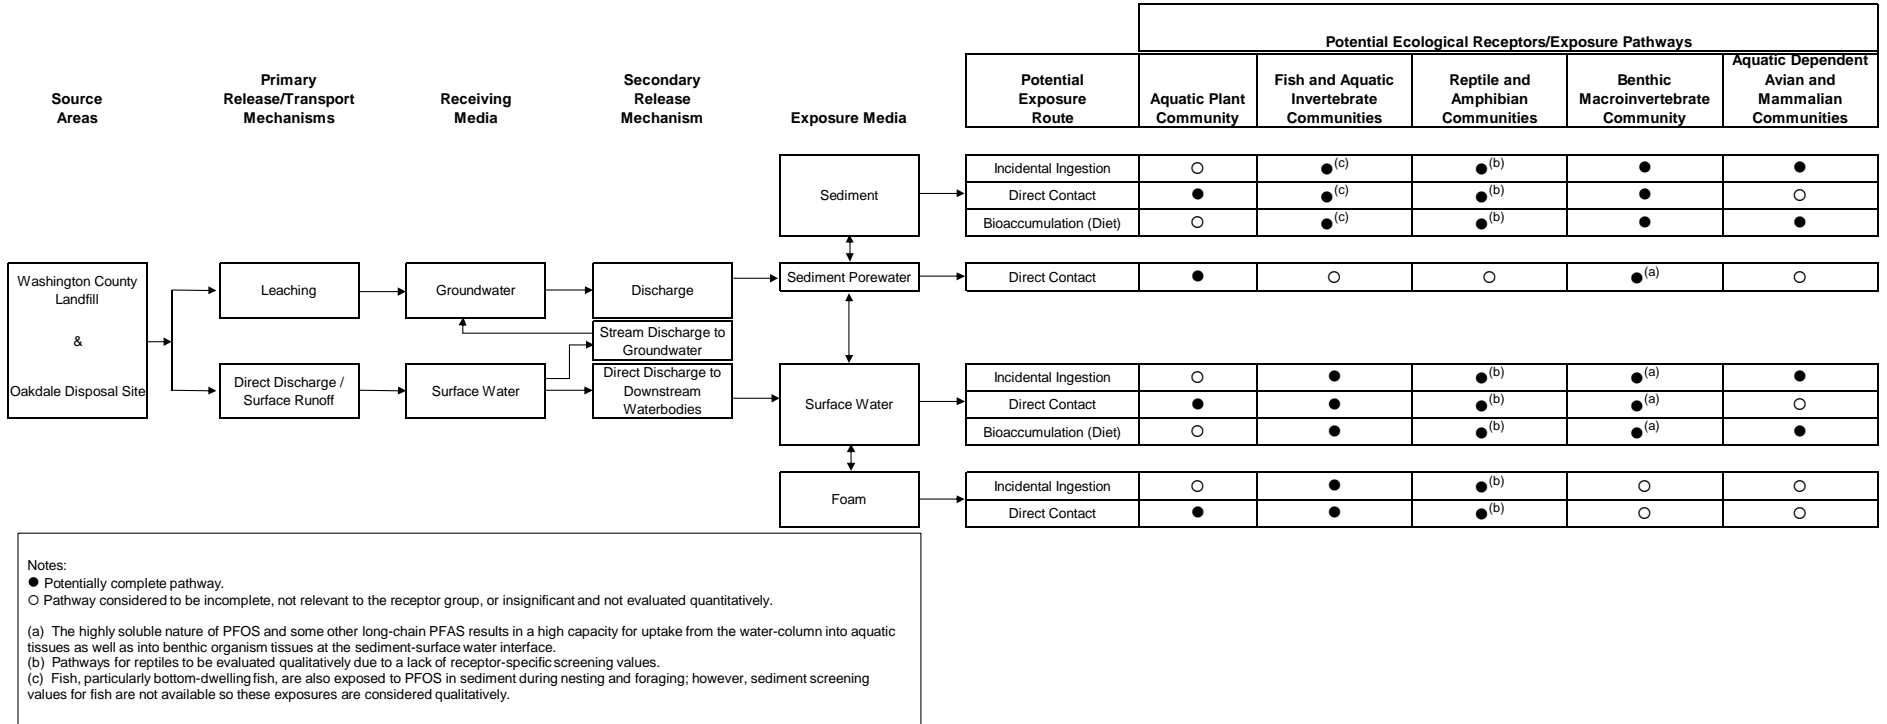 Potential Ecological Receptors/Exposure Pathways
Source
Areas
Primary
Release/Transport
Mechanisms
Receiving
Media
Secondary
Release
Mechanism
Exposure Media
Potential
Exposure
Route
Aquatic Plant
Community
Fish and Aquatic
Invertebrate
Communities
Reptile and
Amphibian
Communities
Benthic
Macroinvertebrate
Community
Aquatic Dependent
Avian and
Mammalian
Communities
Sediment
Incidental Ingestion ○ ●(c) ●(b) ● ●
Direct Contact ● ●(c) ●(b) ● ○
Bioaccumulation (Diet) ○ ●(c) ●(b) ● ●
Washington County
Landfill
&
Oakdale Disposal Site
Leaching
Groundwater
Discharge
Sediment Porewater
Direct Contact ● ○ ○ ●(a) ○
Stream Discharge to
Groundwater
Direct Discharge /
Surface Runoff
Surface Water
Direct Discharge to
Downstream
Waterbodies
Surface Water
Incidental Ingestion ○ ● ●(b) ●(a) ●
Direct Contact ● ● ●(b) ●(a) ○
Bioaccumulation (Diet) ○ ● ●(b) ●(a) ●
Foam
Incidental Ingestion ○ ● ●(b) ○ ○
Direct Contact ● ● ●(b) ○ ○
Notes:
● Potentially complete pathway.
○ Pathway considered to be incomplete, not relevant to the receptor group, or insignificant and not evaluated quantitatively.
(a) The highly soluble nature of PFOS and some other long-chain PFAS results in a high capacity for uptake from the water-column into aquatic
tissues as well as into benthic organism tissues at the sediment-surface water interface.
(b) Pathways for reptiles to be evaluated qualitatively due to a lack of receptor-specific screening values.
(c) Fish, particularly bottom-dwelling fish, are also exposed to PFOS in sediment during nesting and foraging; however, sediment screening
values for fish are not available so these exposures are considered qualitatively.